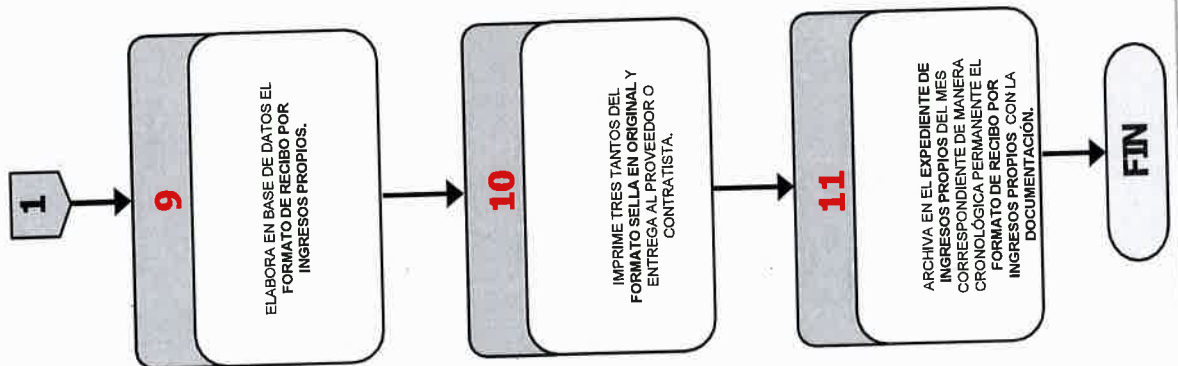 1
9
ELABORA EN BASE DE DATOS EL
FORMATO DE RECIBO POR
INGRESOS PROPIOS.
10
IMPRIME TRES TANTOS DEL
FORMATO SELLA EN ORIGINAL Y
ENTREGA AL PROVEEDOR O
CONTRATISTA.
11
ARCHIVA EN EL EXPEDIENTE DE
INGRESOS PROPIOS DEL MES
CORRESPONDIENTE DE MANERA
CRONOLÓGICA PERMANENTE EL
FORMATO DE RECIBO POR
INGRESOS PROPIOS CON LA
DOCUMENTACIÓN.
FIN